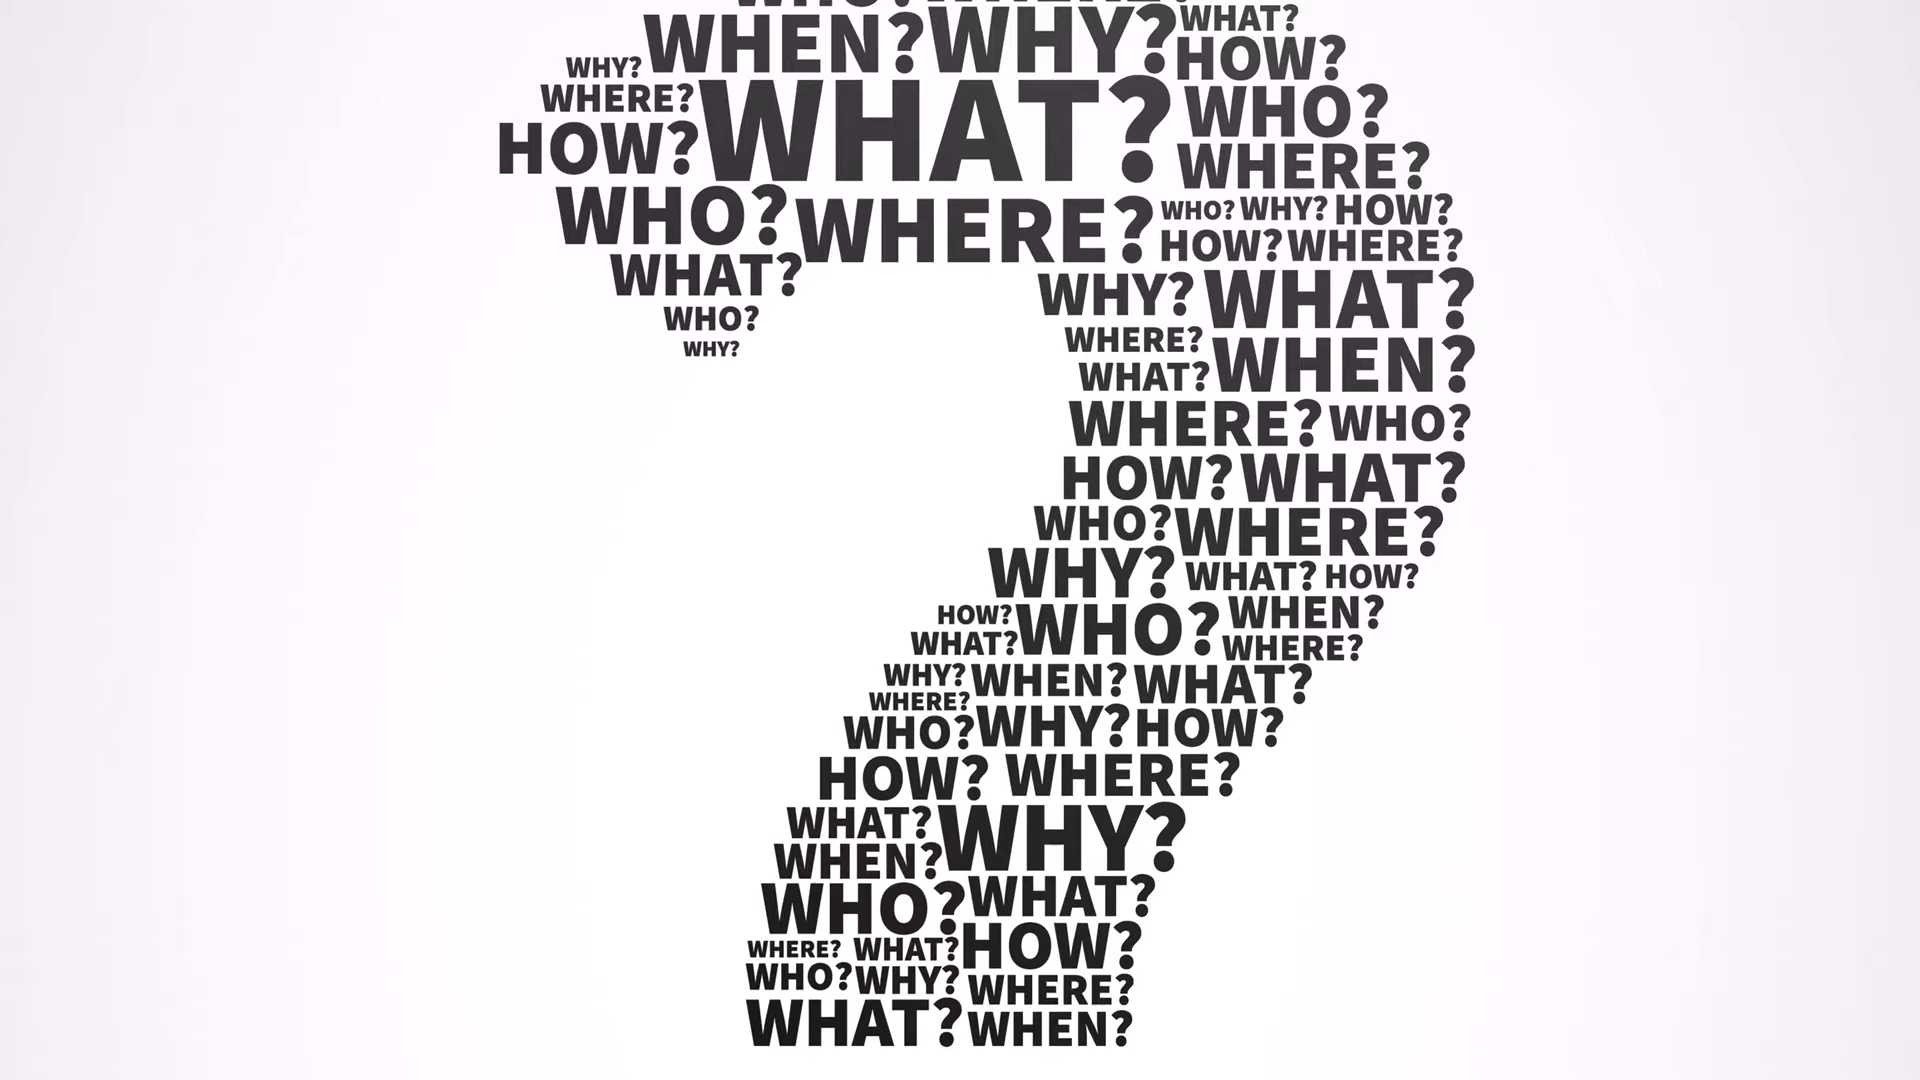 WHO? WHERE?
WHEN? WHY? WHAT?
WHY? HOW?
WHERE? WHAT? WHO?
HOW? WHERE?
WHO? WHERE? WHO? WHY? HOW?
WHAT? HOW? WHERE?
WHO? WHY? WHAT?
WHY? WHERE? WHEN?
WHAT?
WHERE? WHO?
HOW? WHAT?
WHO? WHERE?
WHY? WHAT? HOW?
HOW? WHO? WHEN?
WHAT? WHERE?
WHY? WHEN? WHAT?
WHERE?
WHO? WHY? HOW?
HOW? WHERE?
WHAT? WHY?
WHEN?
WHO? WHAT?
WHERE? WHAT? HOW?
WHO? WHY? WHERE?
WHAT? WHEN?